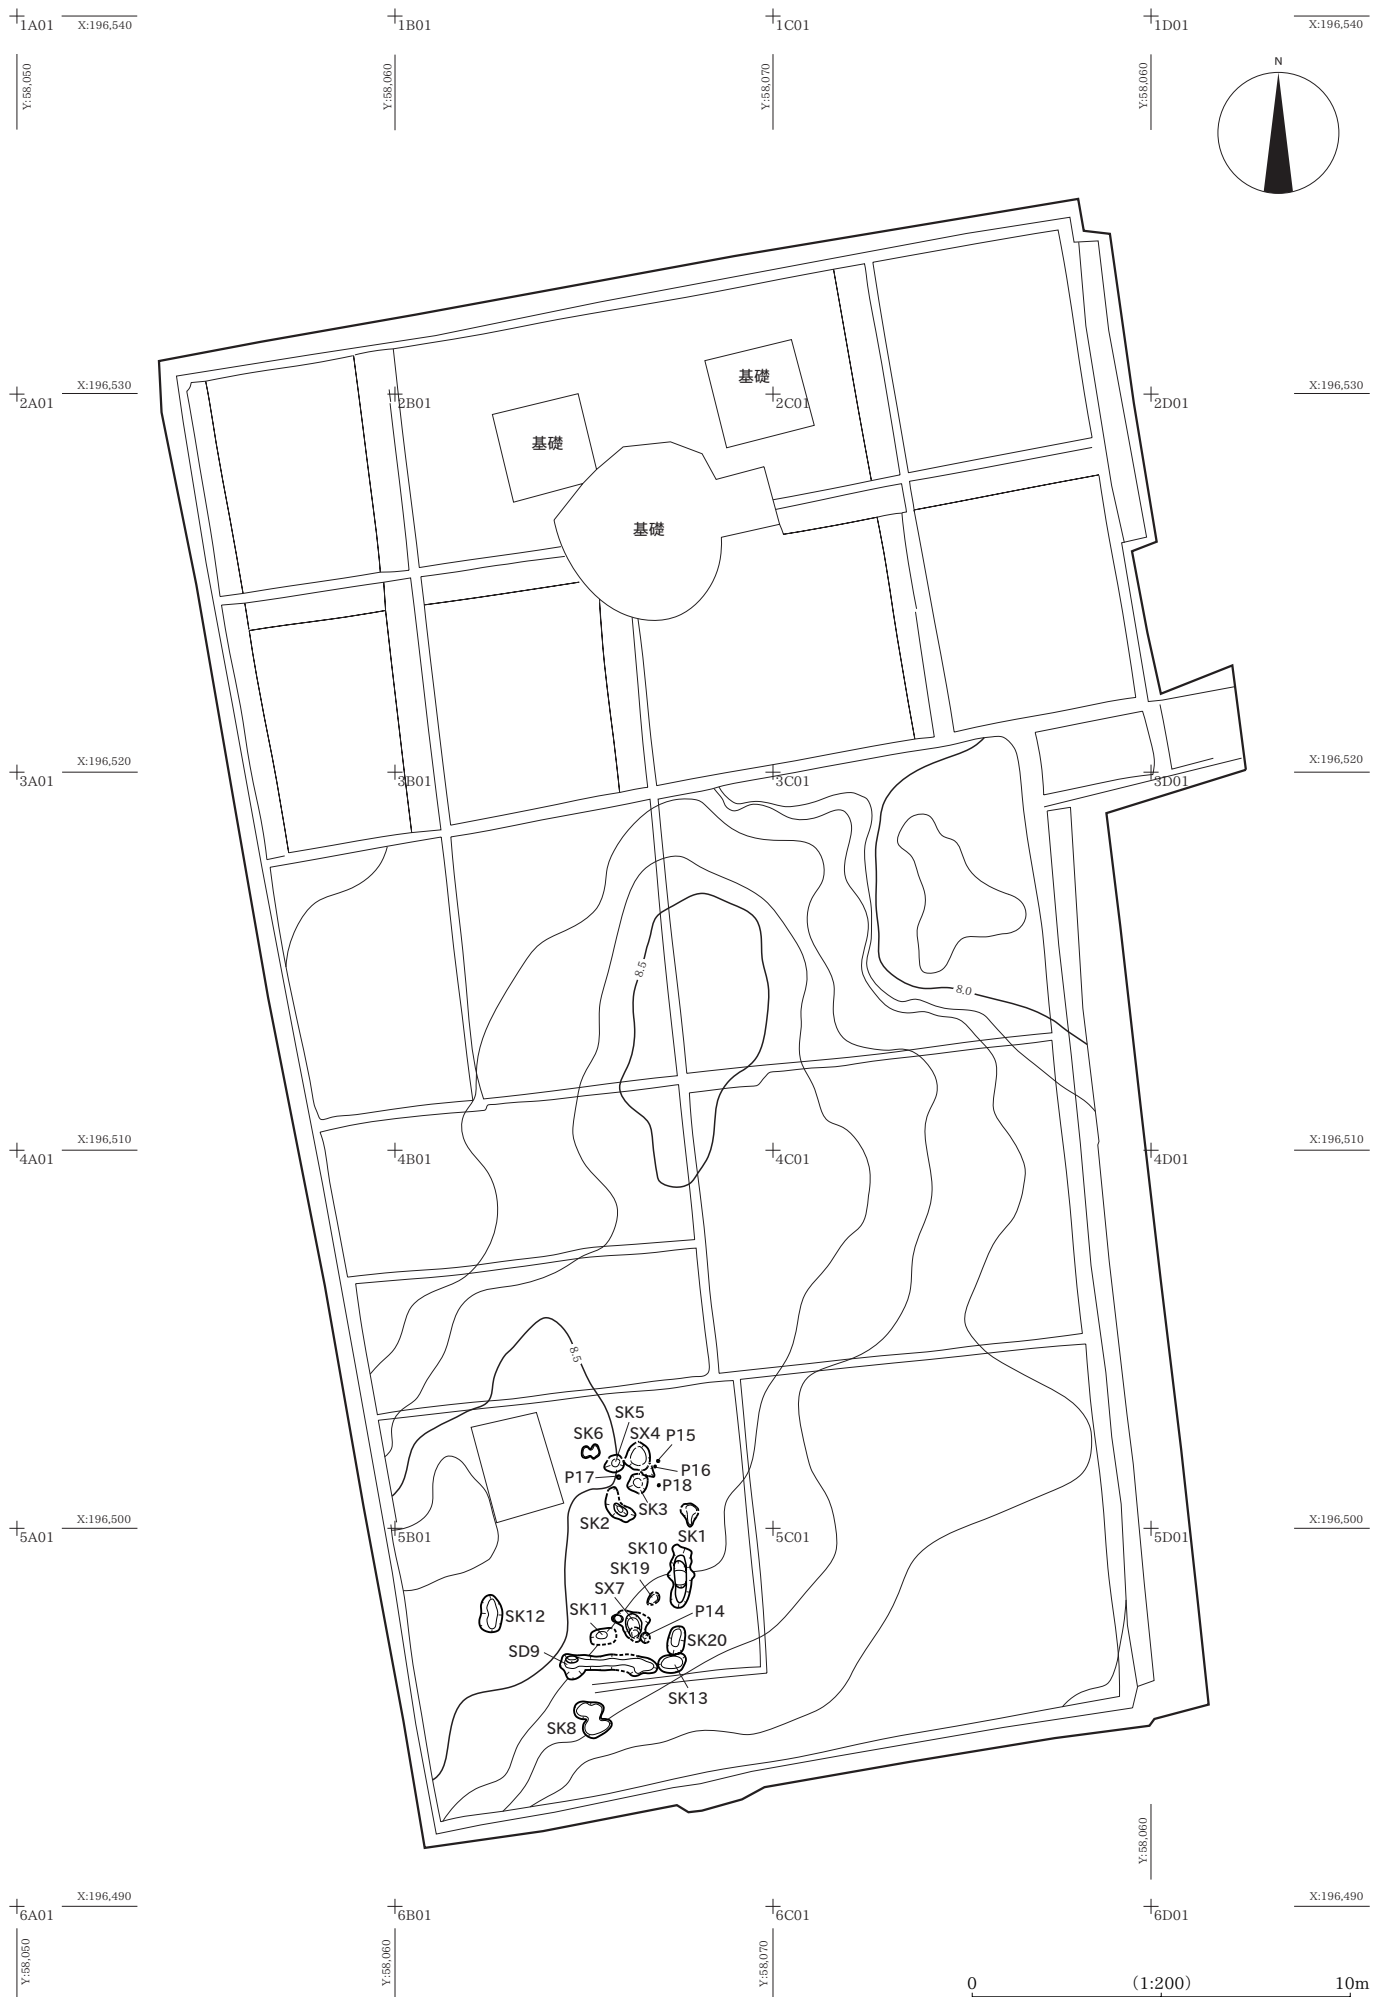 1A01
X:196,540
1B01
1C01
1D01
X:196,540
Y:58,050
Y:58,060
Y:58,070
Y:58,060
N
2A01
X:196,530
2B01
基礎
2C01
2D01
X:196,530
基礎
基礎
3A01
X:196,520
3B01
3C01
3D01
X:196,520
8.5
8.0
4A01
X:196,510
4B01
4C01
4D01
X:196,510
8.5
SK5
SK6
SX4
P15
P16
P17
P18
SK3
SK2
SK1
5A01
X:196,500
5B01
5C01
5D01
X:196,500
SK10
SK19
SX7
SK11
P14
SK12
SK20
SD9
SK13
SK8
Y:58,060
6A01
X:196,490
6B01
6C01
6D01
X:196,490
Y:58,050
Y:58,060
Y:58,070
0
(1:200)
10m